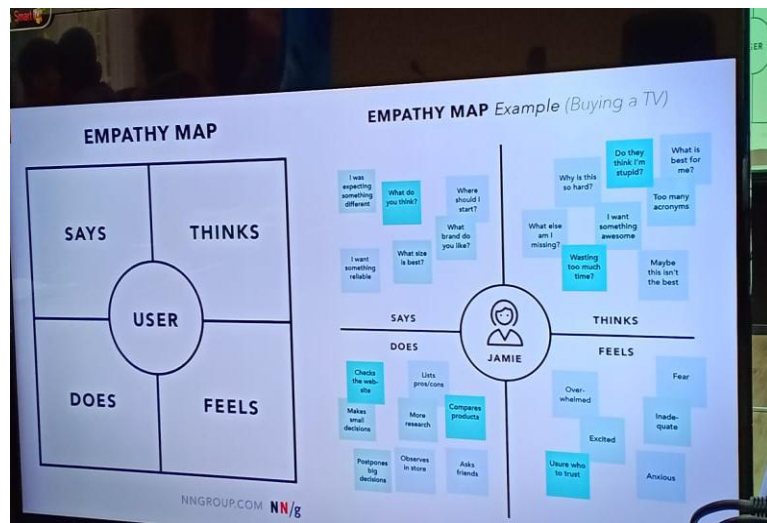 Smart
EMPATHY MAP
SAYS
THINKS
USER
DOES
FEELS
NNGROUP.COM NN/g
EMPATHY MAP Example (Buying a TV)
I was
expecting
something
different
What do
you think?
Where
should I
start?
What
brand do
you like?
I want
something
reliable
What size
is best?
SAYS
Why is this
so hard?
Do they
think I'm
stupid?
What is
best for
me?
Too many
acronyms
What else
am I
missing?
I want
something
awesome
Wasting
too much
time?
Maybe
this isn't
the best
THINKS
JAMIE
DOES
Checks
the web-
site
Lists
pros/cons
Makes
small
decisions
More
research
Compares
products
Postpones
big
decisions
Observes
in store
Asks
friends
FEELS
Over-
whelmed
Fear
Excited
Inade-
quate
Usure who
to trust
Anxious
ER